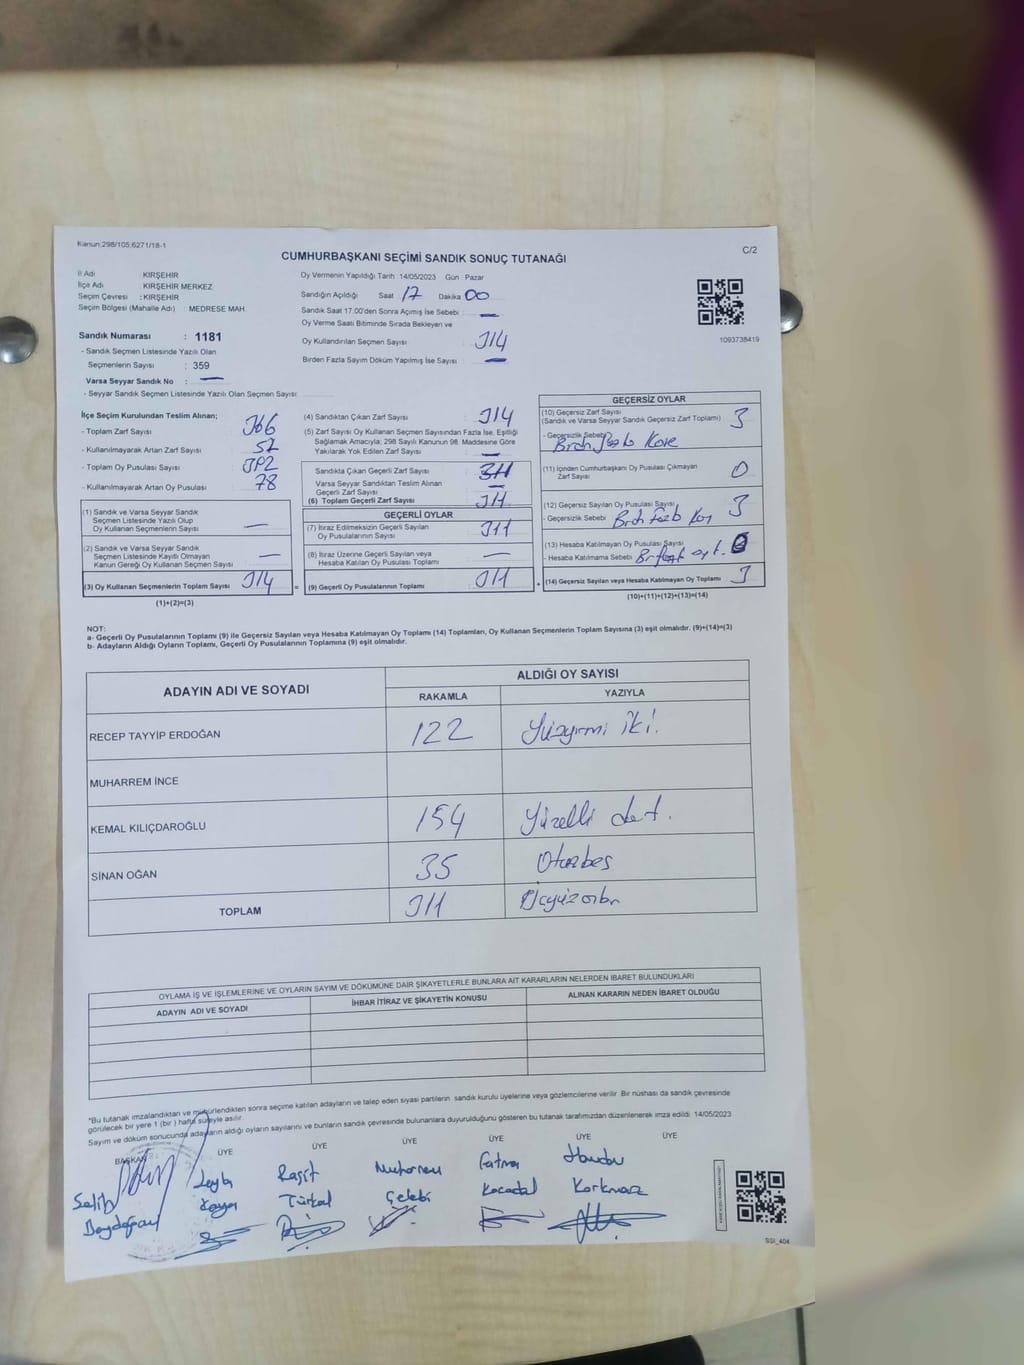 Kanun:298/105;6271/18-1
C/2
CUMHURBAŞKANI SEÇİMİ SANDIK SONUÇ TUTANAĞI
İl Adı KIRŞEHİR
İlçe Adı : KIRŞEHİR MERKEZ
Seçim Çevresi : KIRŞEHİR
Seçim Bölgesi (Mahalle Adı) : MEDRESE MAH.
Sandık Numarası : 1181
- Sandık Seçmen Listesinde Yazılı Olan
Seçmenlerin Sayısı : 359
Varsa Seyyar Sandık No : —
- Seyyar Sandık Seçmen Listesinde Yazılı Olan Seçmen Sayısı
Oy Vermenin Yapıldığı Tarih :14/05/2023 Gün : Pazar
Sandığın Açıldığı Saat 17 Dakika 00
Sandık Saat 17.00'den Sonra Açımış İse Sebebi : —
Oy Verme Saati Bitiminde Sırada Bekleyen ve
Oy Kullandırılan Seçmen Sayısı : 314
Birden Fazla Sayım Döküm Yapılmış İse Sayısı : —
1093738419
İlçe Seçim Kurulundan Teslim Alınan;
- Toplam Zarf Sayısı : 366
- Kullanılmayarak Artan Zarf Sayısı : 52
- Toplam Oy Pusulası Sayısı
- Kullanılmayarak Artan Oy Pusulası : 78
(1) Sandık ve Varsa Seyyar Sandık
Seçmen Listesinde Yazılı Olup
Oy Kullanan Seçmenlerin Sayısı —
(2) Sandık ve Varsa Seyyar Sandık
Seçmen Listesinde Kayıtlı Olmayan
Kanun Gereği Oy Kullanan Seçmen Sayısı —
(3) Oy Kullanan Seçmenlerin Toplam Sayısı 314
(1)+(2)=(3)
(4) Sandıktan Çıkan Zarf Sayısı : 314
(5) Zarf Sayısı Oy Kullanan Seçmen Sayısından Fazla İse, Eşitliği
Sağlamak Amacıyla; 298 Sayılı Kanunun 98. Maddesine Göre
Yakılarak Yok Edilen Zarf Sayısı : —
Sandıkta Çıkan Geçerli Zarf Sayısı : 311
Varsa Seyyar Sandıktan Teslim Alınan
Geçerli Zarf Sayısı : —
(6) Toplam Geçerli Zarf Sayısı : 311
GEÇERLİ OYLAR
(7) İtiraz Edilmeksizin Geçerli Sayılan
Oy Pusulalarının Sayısı : 311
(8) İtiraz Üzerine Geçerli Sayılan veya
Hesaba Katılan Oy Pusulası Toplamı : —
= (9) Geçerli Oy Pusulalarının Toplamı : 311
GEÇERSİZ OYLAR
(10) Geçersiz Zarf Sayısı
(Sandık ve Varsa Seyyar Sandık Geçersiz Zarf Toplamı) 3
- Geçersizlik Sebebi
(11) İçinden Cumhurbaşkanı Oy Pusulası Çıkmayan
Zarf Sayısı 0
(12) Geçersiz Sayılan Oy Pusulası Sayısı 3
- Geçersizlik Sebebi
(13) Hesaba Katılmayan Oy Pusulası Sayısı
- Hesaba Katılmama Sebebi
+ (14) Geçersiz Sayılan veya Hesaba Katılmayan Oy Toplamı : 3
(10)+(11)+(12)+(13)=(14)
NOT:
a- Geçerli Oy Pusulalarının Toplamı (9) ile Geçersiz Sayılan veya Hesaba Katılmayan Oy Toplamı (14) Toplamları, Oy Kullanan Seçmenlerin Toplam Sayısına (3) eşit olmalıdır. (9)+(14)=(3)
b- Adayların Aldığı Oyların Toplamı, Geçerli Oy Pusulalarının Toplamına (9) eşit olmalıdır.
ADAYIN ADI VE SOYADI
ALDIĞI OY SAYISI
RAKAMLA YAZIYLA
RECEP TAYYİP ERDOĞAN 122 Yüzyirmi iki.
MUHARREM İNCE
KEMAL KILIÇDAROĞLU 154 Yüzelli dört.
SİNAN OĞAN 35 Otuzbeş
TOPLAM 311 Üçyüzonbir
OYLAMA İŞ VE İŞLEMLERİNE VE OYLARIN SAYIM VE DÖKÜMÜNE DAİR ŞİKAYETLERLE BUNLARA AİT KARARLARIN NELERDEN İBARET BULUNDUKLARI
ADAYIN ADI VE SOYADI İHBAR İTİRAZ VE ŞİKAYETİN KONUSU ALINAN KARARIN NEDEN İBARET OLDUĞU
*Bu tutanak imzalandıktan ve mühürlendikten sonra seçime katılan adayların ve talep eden siyasi partilerin sandık kurulu üyelerine veya gözlemcilerine verilir. Bir nüshası da sandık çevresinde
görülecek bir yere 1 (bir) hafta süreyle asılır.
Sayım ve döküm sonucunda adayların aldığı oyların sayılarını ve bunların sandık çevresinde bulunanlara duyurulduğunu gösteren bu tutanak tarafımızdan düzenlenerek imza edildi. 14/05/2023
BAŞKAN ÜYE ÜYE ÜYE ÜYE ÜYE ÜYE
Salih Leyla Raşit Muharrem Fatma
Kaya Türkal Çelebi Kocadal Korkmaz
SSI_404